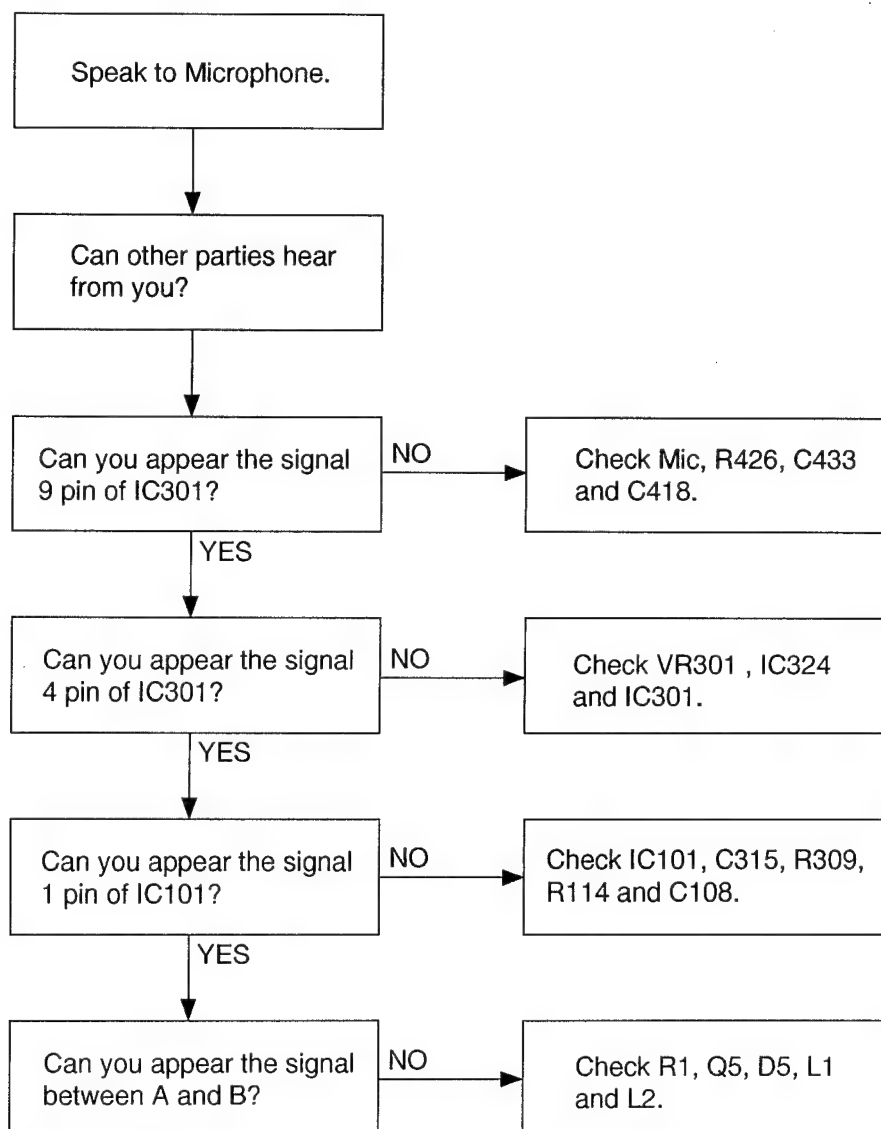 Speak to Microphone.
Can other parties hear
from you?
Can you appear the signal
9 pin of IC301?
NO
Check Mic, R426, C433
and C418.
YES
Can you appear the signal
4 pin of IC301?
NO
Check VR301 , IC324
and IC301.
YES
Can you appear the signal
1 pin of IC101?
NO
Check IC101, C315, R309,
R114 and C108.
YES
Can you appear the signal
between A and B?
NO
Check R1, Q5, D5, L1
and L2.